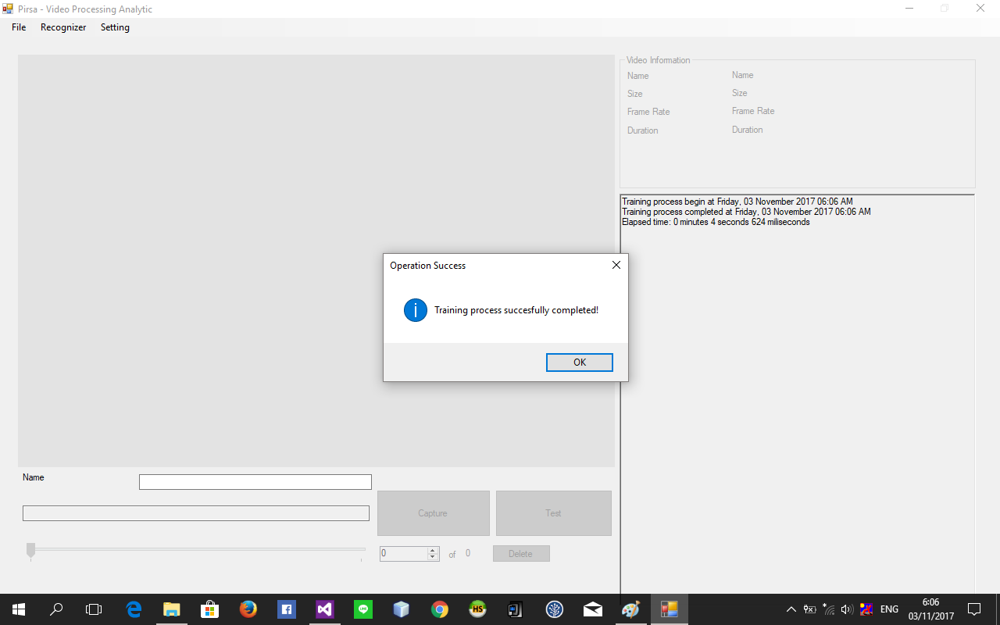 Pirsa - Video Processing Analytic
File Recognizer Setting
Video Information
Name Name
Size Size
Frame Rate Frame Rate
Duration Duration
Training process begin at Friday, 03 November 2017 06:06 AM
Training process completed at Friday, 03 November 2017 06:06 AM
Elapsed time: 0 minutes 4 seconds 624 miliseconds
Operation Success
i
Training process succesfully completed!
OK
Name
Capture Test
0 of 0 Delete
LINE
HS
ENG
6:06
03/11/2017